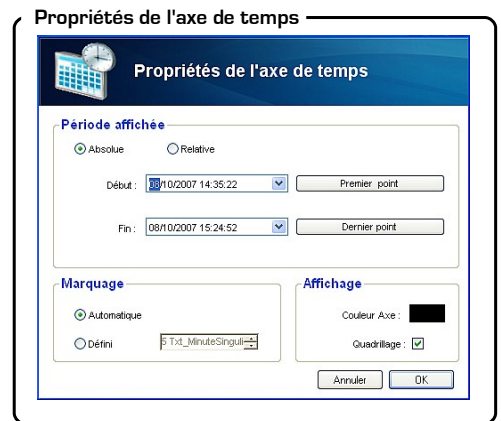 Propriétés de l'axe de temps
Propriétés de l'axe de temps
Période affichée
Absolue Relative
Début : 08/10/2007 14:35:22 Premier point
Fin : 08/10/2007 15:24:52 Dernier point
Marquage Affichage
Automatique Couleur Axe :
Défini 5 Txt_MinuteSinguli Quadrillage :
Annuler OK